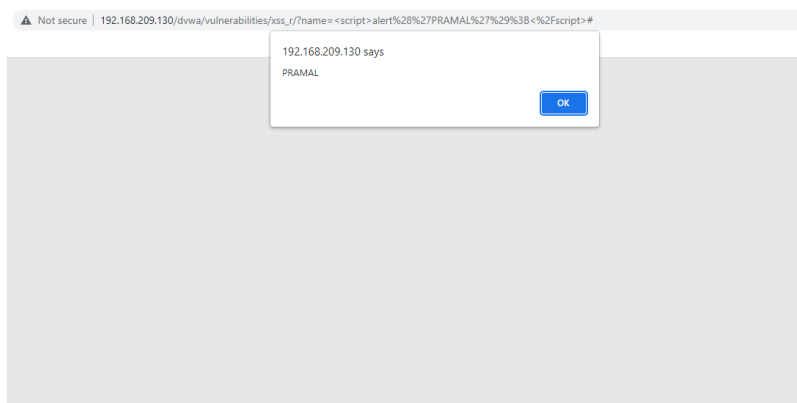 Not secure | 192.168.209.130/dvwa/vulnerabilities/xss_r/?name=<script>alert%28%27PRAMAL%27%29%3B<%2Fscript>#
192.168.209.130 says
PRAMAL
OK